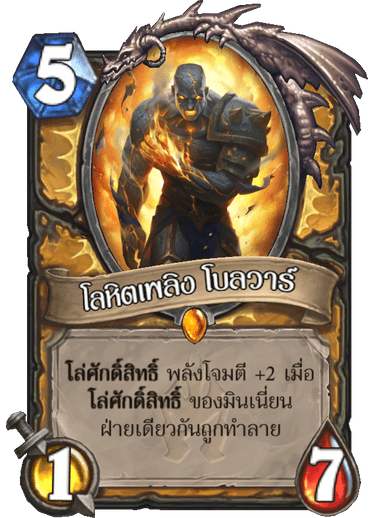 5
โลหิตเพลิง โบลวาร์
โล่ศักดิ์สิทธิ์ พลังโจมตี +2 เมื่อ
โล่ศักดิ์สิทธิ์ ของมินเนี่ยน
ฝ่ายเดียวกันถูกทำลาย
1
7